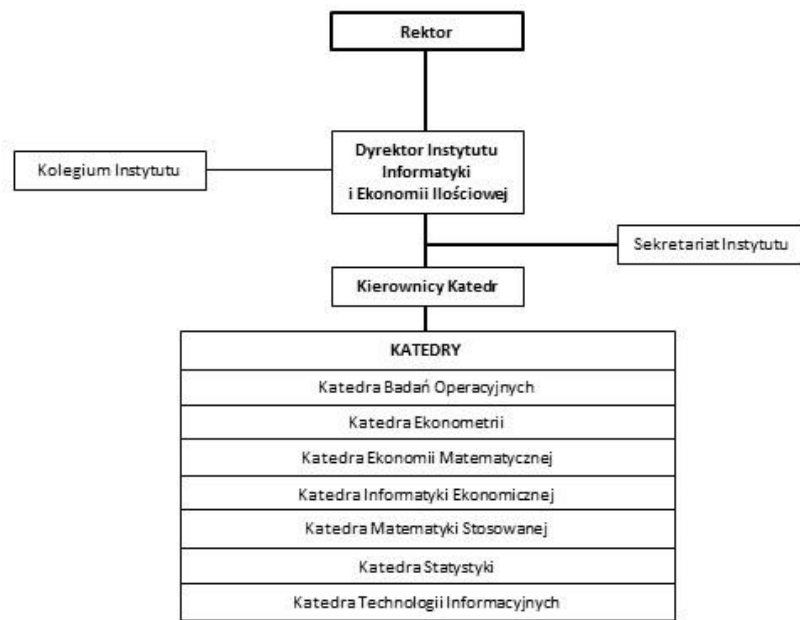 Rektor
Dyrektor Instytutu
Informatyki
i Ekonomii Ilościowej
Kolegium Instytutu
Sekretariat Instytutu
Kierownicy Katedr
KATEDRY
Katedra Badań Operacyjnych
Katedra Ekonometrii
Katedra Ekonomii Matematycznej
Katedra Informatyki Ekonomicznej
Katedra Matematyki Stosowanej
Katedra Statystyki
Katedra Technologii Informacyjnych